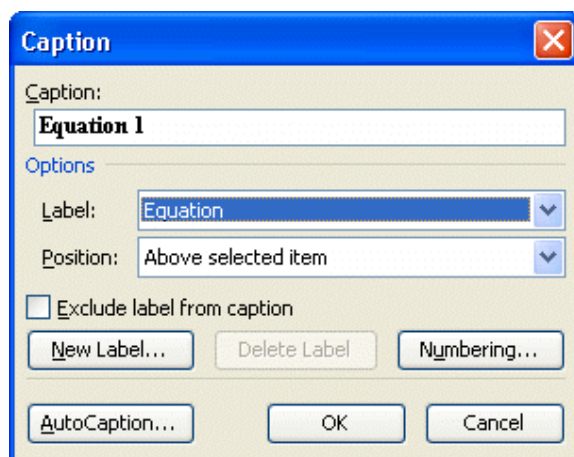 Caption
Caption:
Equation 1
Options
Label: Equation
Position: Above selected item
Exclude label from caption
New Label... Delete Label Numbering...
AutoCaption... OK Cancel